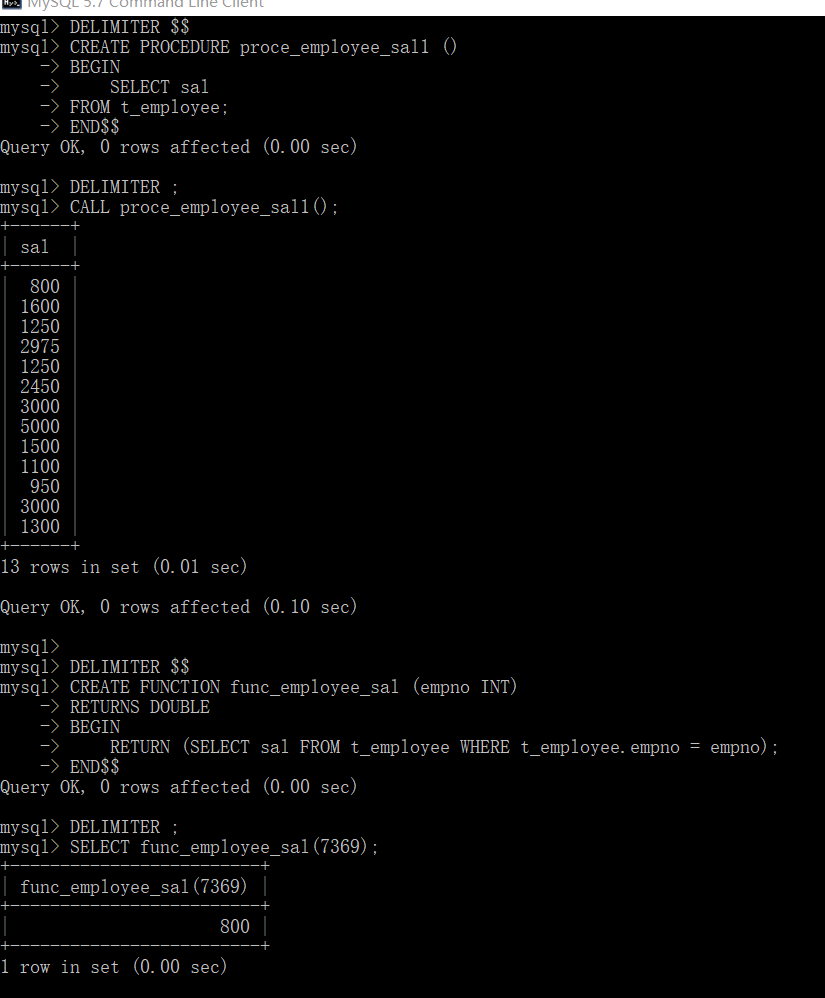 MySQL 5.7 Command Line Client
mysql> DELIMITER $$
mysql> CREATE PROCEDURE proce_employee_sal1 ()
    -> BEGIN
    ->     SELECT sal
    -> FROM t_employee;
    -> END$$
Query OK, 0 rows affected (0.00 sec)

mysql> DELIMITER ;
mysql> CALL proce_employee_sal1();
+------+
| sal  |
+------+
|  800 |
| 1600 |
| 1250 |
| 2975 |
| 1250 |
| 2450 |
| 3000 |
| 5000 |
| 1500 |
| 1100 |
|  950 |
| 3000 |
| 1300 |
+------+
13 rows in set (0.01 sec)

Query OK, 0 rows affected (0.10 sec)

mysql>
mysql> DELIMITER $$
mysql> CREATE FUNCTION func_employee_sal (empno INT)
    -> RETURNS DOUBLE
    -> BEGIN
    ->     RETURN (SELECT sal FROM t_employee WHERE t_employee.empno = empno);
    -> END$$
Query OK, 0 rows affected (0.00 sec)

mysql> DELIMITER ;
mysql> SELECT func_employee_sal(7369);
+-------------------------+
| func_employee_sal(7369) |
+-------------------------+
|                     800 |
+-------------------------+
1 row in set (0.00 sec)